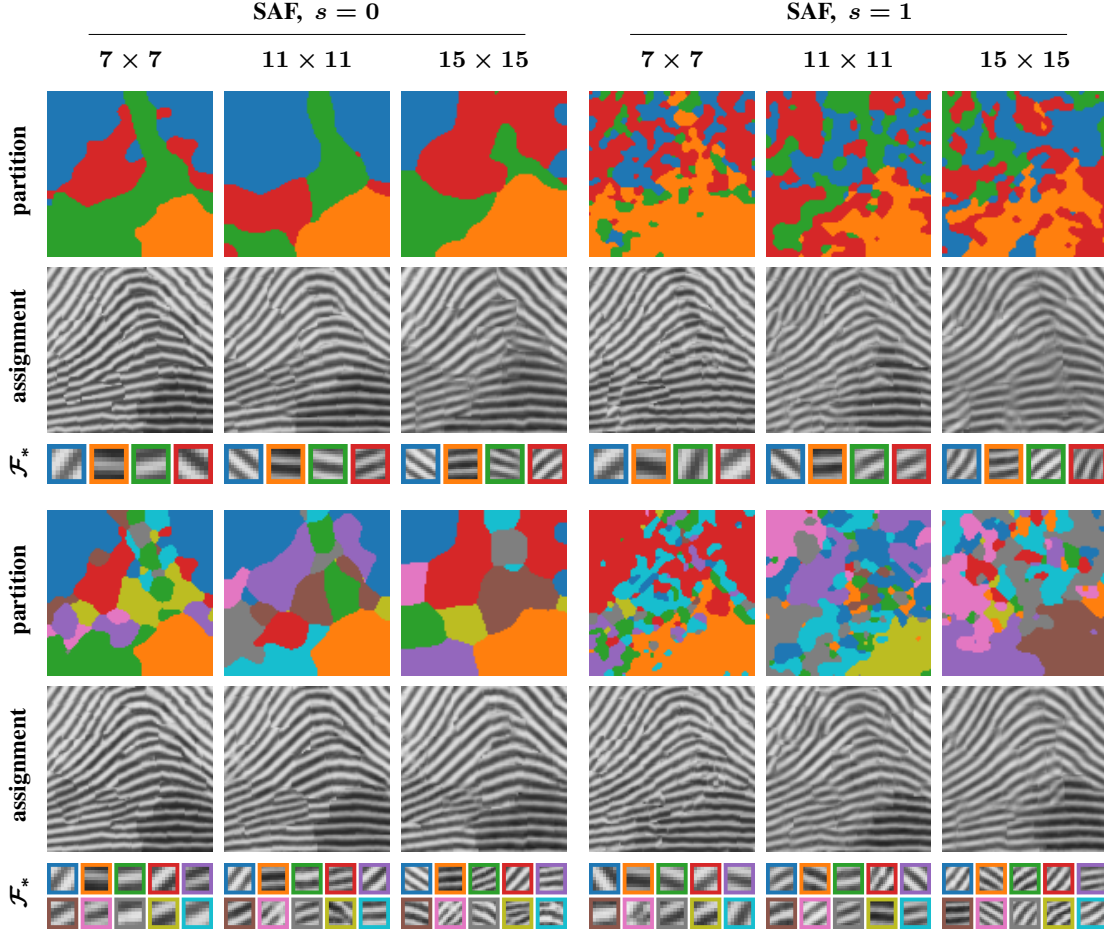 SAF, s = 0
SAF, s = 1
7 × 7
11 × 11
15 × 15
7 × 7
11 × 11
15 × 15
partition
assignment
ℱ*
partition
assignment
ℱ*